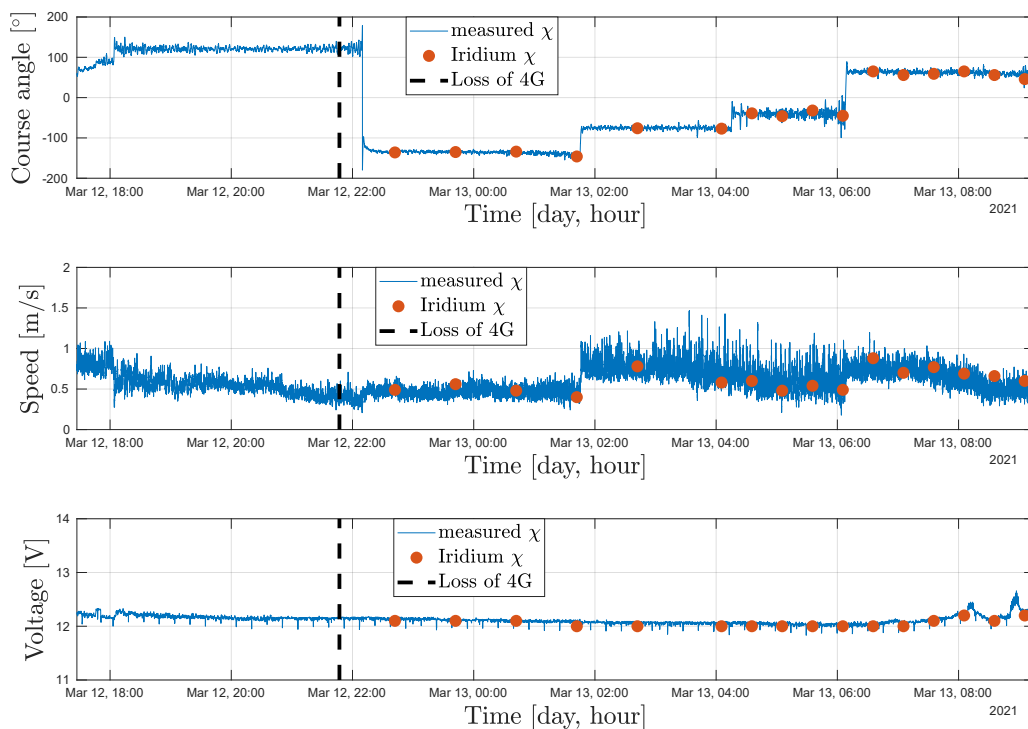 Course angle [°]
200
100
0
-100
-200
measured χ
Iridium χ
Loss of 4G
Mar 12, 18:00 Mar 12, 20:00 Mar 12, 22:00 Mar 13, 00:00 Mar 13, 02:00 Mar 13, 04:00 Mar 13, 06:00 Mar 13, 08:00
Time [day, hour]
2021
Speed [m/s]
2
1.5
1
0.5
0
measured χ
Iridium χ
Loss of 4G
Mar 12, 18:00 Mar 12, 20:00 Mar 12, 22:00 Mar 13, 00:00 Mar 13, 02:00 Mar 13, 04:00 Mar 13, 06:00 Mar 13, 08:00
Time [day, hour]
2021
Voltage [V]
14
13
12
11
measured χ
Iridium χ
Loss of 4G
Mar 12, 18:00 Mar 12, 20:00 Mar 12, 22:00 Mar 13, 00:00 Mar 13, 02:00 Mar 13, 04:00 Mar 13, 06:00 Mar 13, 08:00
Time [day, hour]
2021